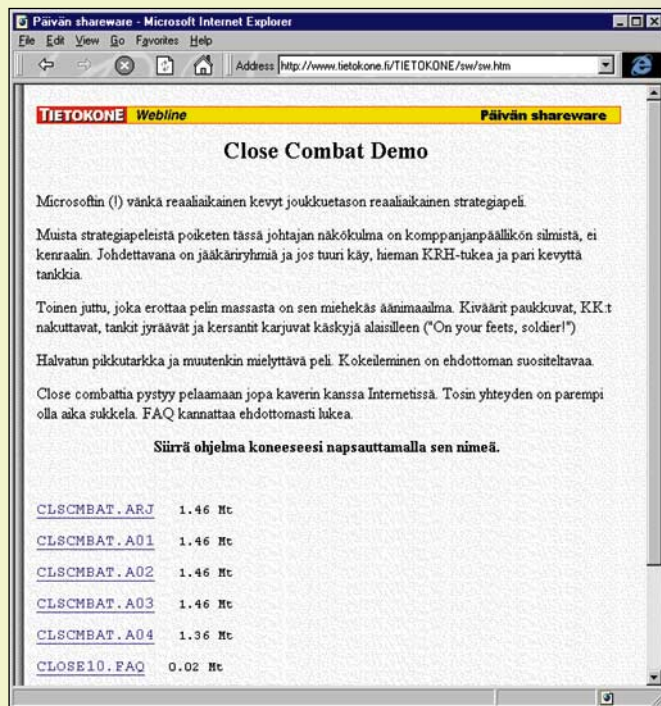 Päivän shareware - Microsoft Internet Explorer
File Edit View Go Favorites Help
Address http://www.tietokone.fi/TIETOKONE/sw/sw.htm
TIETOKONE Webline Päivän shareware
Close Combat Demo
Microsoftin (!) vänkä reaaliaikainen kevyt joukkuetason reaaliaikainen strategiapeli.
Muista strategiapeleistä poiketen tässä johtajan näkökulma on komppanjanpäällikön silmistä, ei
kenraalin. Johdettavana on jääkäriryhmiä ja jos tuuri käy, hieman KRH-tukea ja pari kevyttä
tankkia.
Toinen juttu, joka erottaa pelin massasta on sen miehekäs äänimaailma. Kiväärit paukkuvat, KK:t
nakuttavat, tankit jyräävät ja kersantit karjuvat käskyjä alaisilleen ("On your feets, soldier!")
Halvatun pikkutarkka ja muutenkin mielyttävä peli. Kokeileminen on ehdottoman suositeltavaa.
Close combattia pystyy pelaamaan jopa kaverin kanssa Internetissä. Tosin yhteyden on parempi
olla aika sukkela. FAQ kannattaa ehdottomasti lukea.
Siirrä ohjelma koneeseesi napsauttamalla sen nimeä.
CLSCMBAT.ARJ 1.46 Mt
CLSCMBAT.A01 1.46 Mt
CLSCMBAT.A02 1.46 Mt
CLSCMBAT.A03 1.46 Mt
CLSCMBAT.A04 1.36 Mt
CLOSE10.FAQ 0.02 Mt